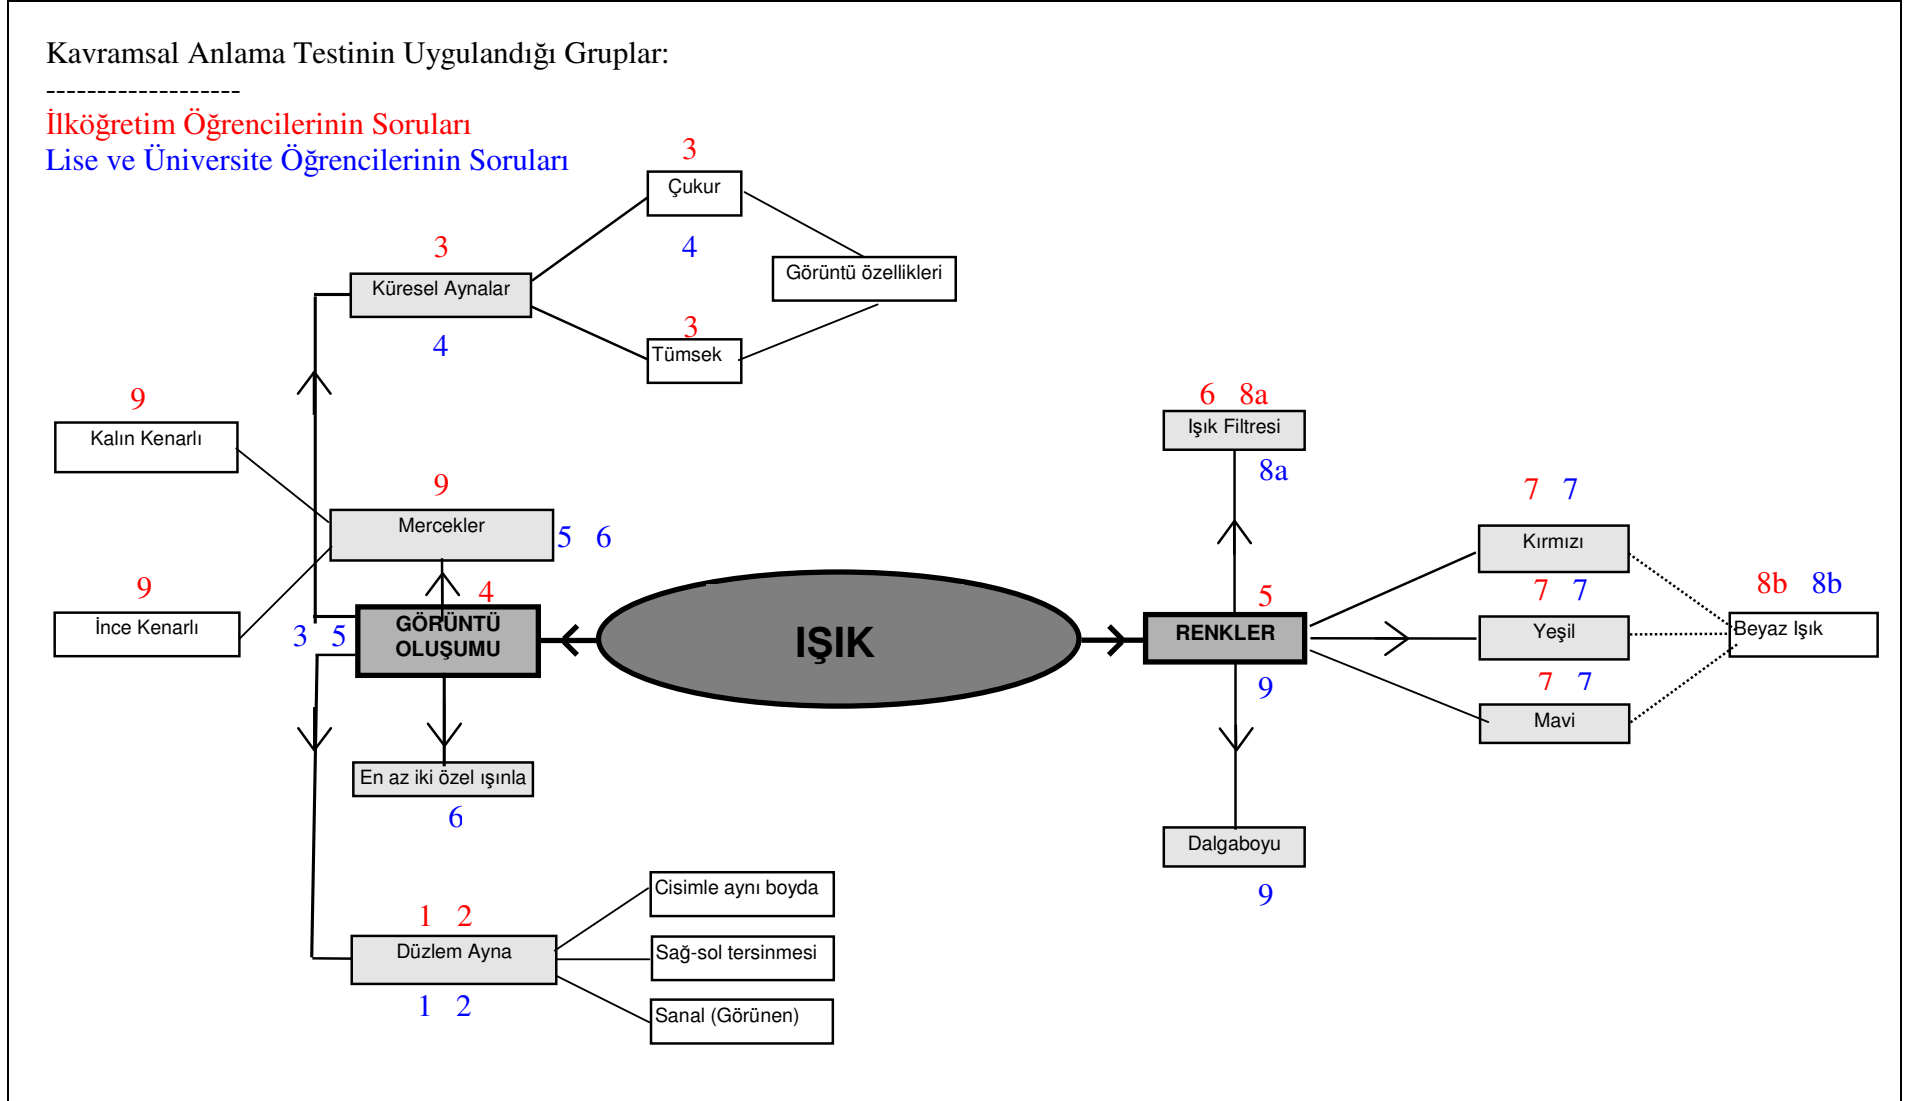 Kavramsal Anlama Testinin Uygulandığı Gruplar:
-------------------
İlköğretim Öğrencilerinin Soruları
Lise ve Üniversite Öğrencilerinin Soruları
3
Çukur
4
3
Küresel Aynalar
4
Görüntü özellikleri
3
Tümsek
9
Kalın Kenarlı
9
Mercekler
5 6
9
İnce Kenarlı
4
3 5
GÖRÜNTÜ
OLUŞUMU
IŞIK
En az iki özel ışınla
6
1 2
Düzlem Ayna
1 2
Cisimle aynı boyda
Sağ-sol tersinmesi
Sanal (Görünen)
6 8a
Işık Filtresi
8a
5
RENKLER
9
7 7
Kırmızı
7 7
Yeşil
7 7
Mavi
8b 8b
Beyaz Işık
Dalgaboyu
9